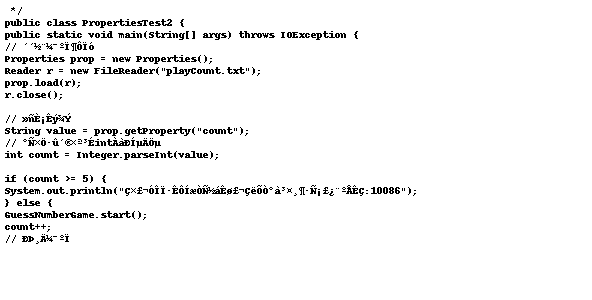 */
public class PropertiesTest2 {
public static void main(String[] args) throws IOException {
// ´´½¨¼¯ºÏ¶ÔÏó
Properties prop = new Properties();
Reader r = new FileReader("playCount.txt");
prop.load(r);
r.close();
// »ñÈ¡Êý¾Ý
String value = prop.getProperty("count");
// °Ñ×Ö·û´®×ª³ÉintÀàÐÍµÄÖµ
int count = Integer.parseInt(value);
if (count >= 5) {
System.out.println("Ç×£¬ÓÎÏ·ÊÔÍæÒÑ½áÊø£¬ÇëÕÒ°à³¤¸¶·Ñ¡£¿¨ºÅÊÇ:10086");
} else {
GuessNumberGame.start();
count++;
// ÐÞ¸Ä¼¯ºÏ